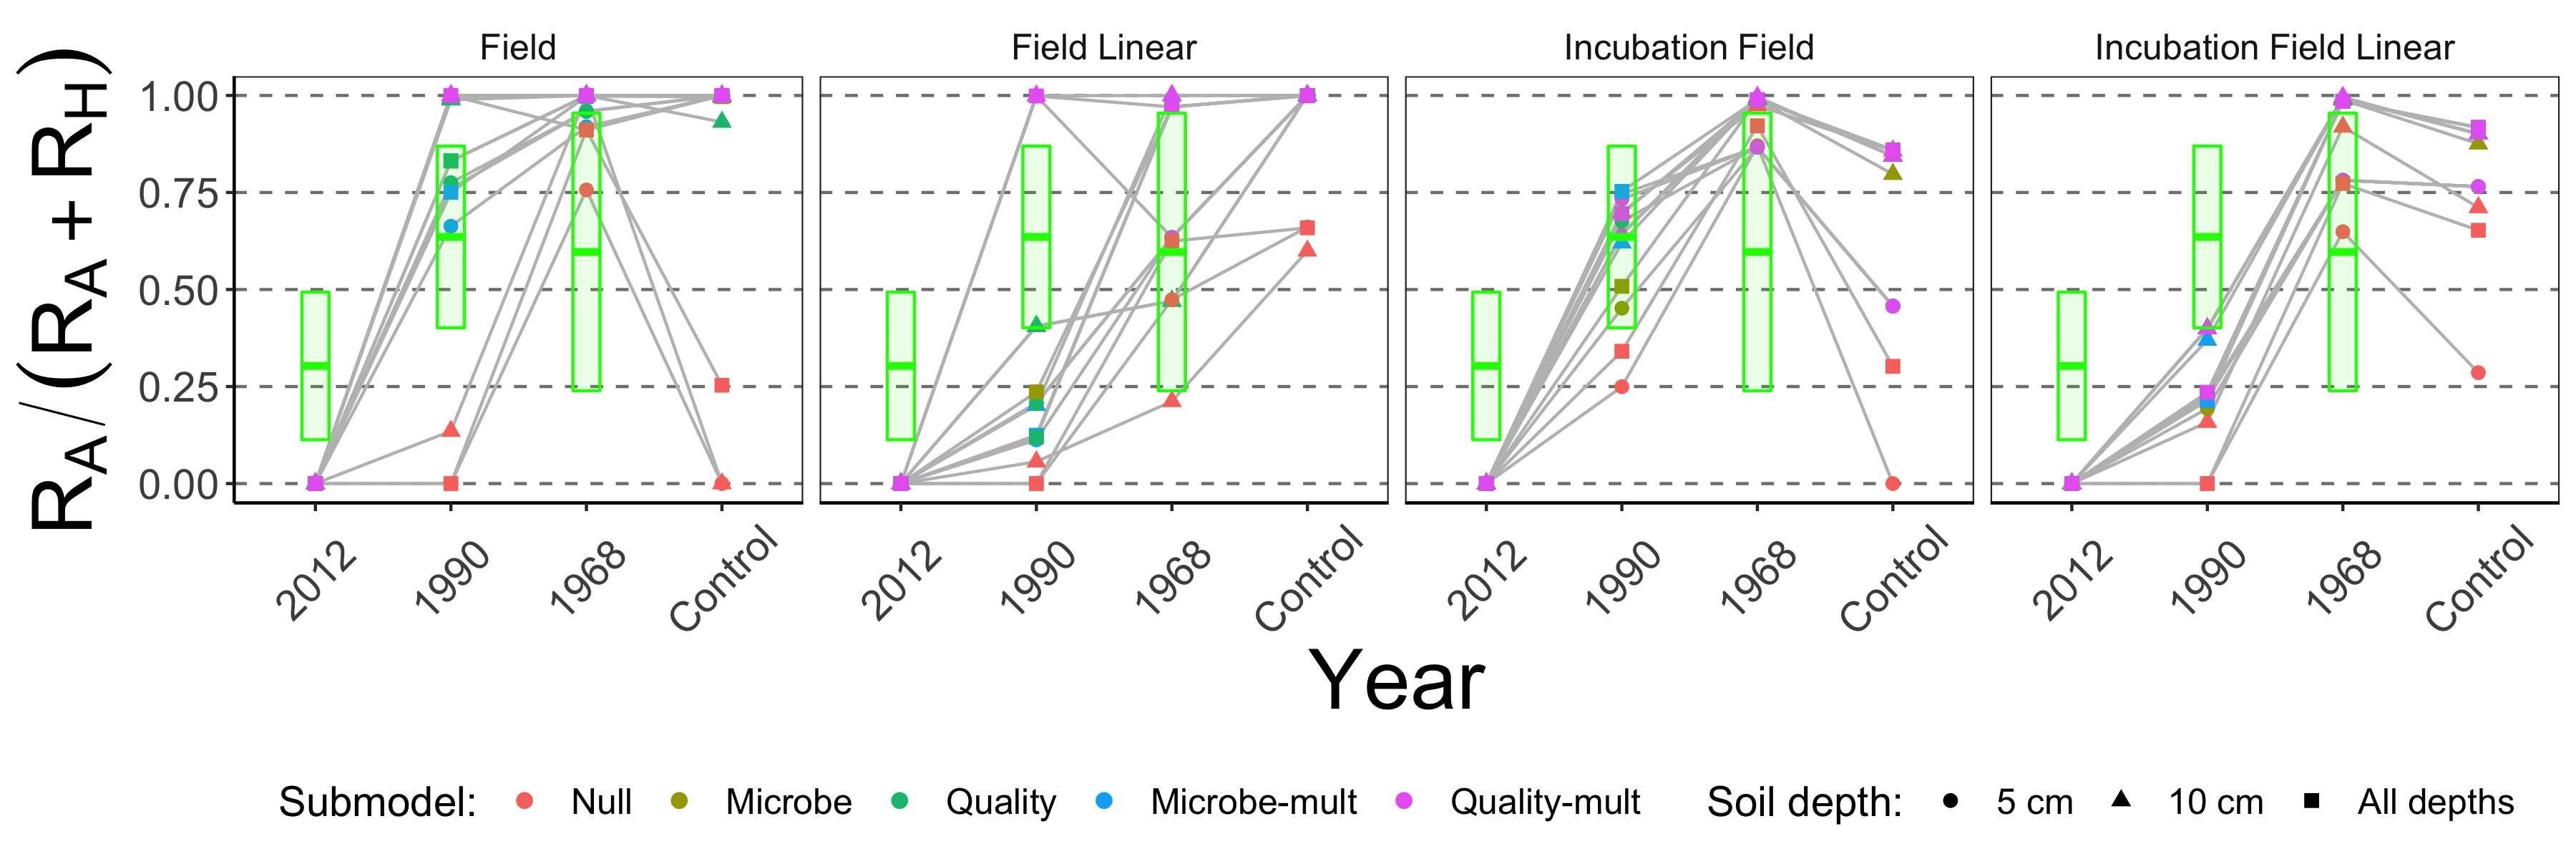 Field Field Linear Incubation Field Incubation Field Linear
R_A/(R_A + R_H)
1.00
0.75
0.50
0.25
0.00
2012 1990 1968 Control 2012 1990 1968 Control 2012 1990 1968 Control 2012 1990 1968 Control
Year
Submodel: Null Microbe Quality Microbe-mult Quality-mult Soil depth: 5 cm 10 cm All depths